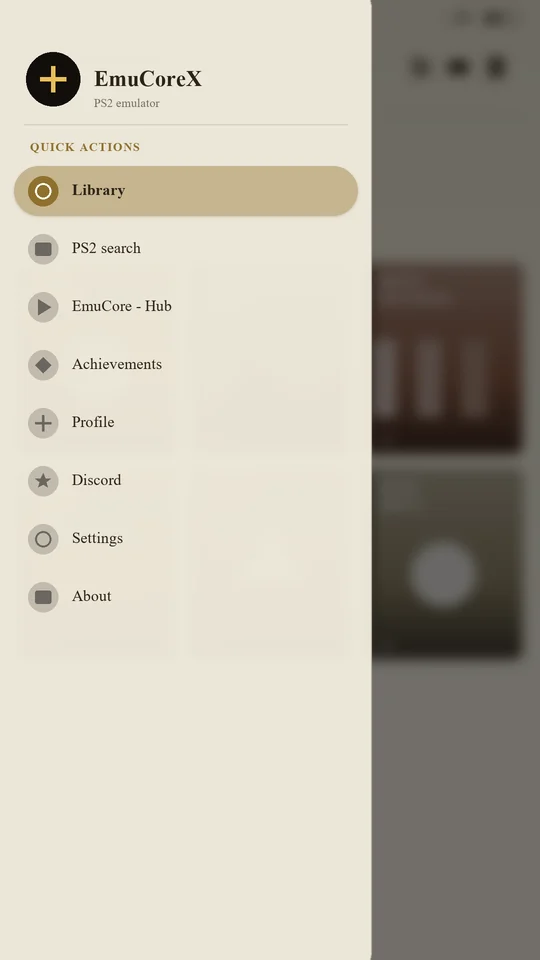 EmuCoreX
PS2 emulator
QUICK ACTIONS
Library
PS2 search
EmuCore - Hub
Achievements
Profile
Discord
Settings
About